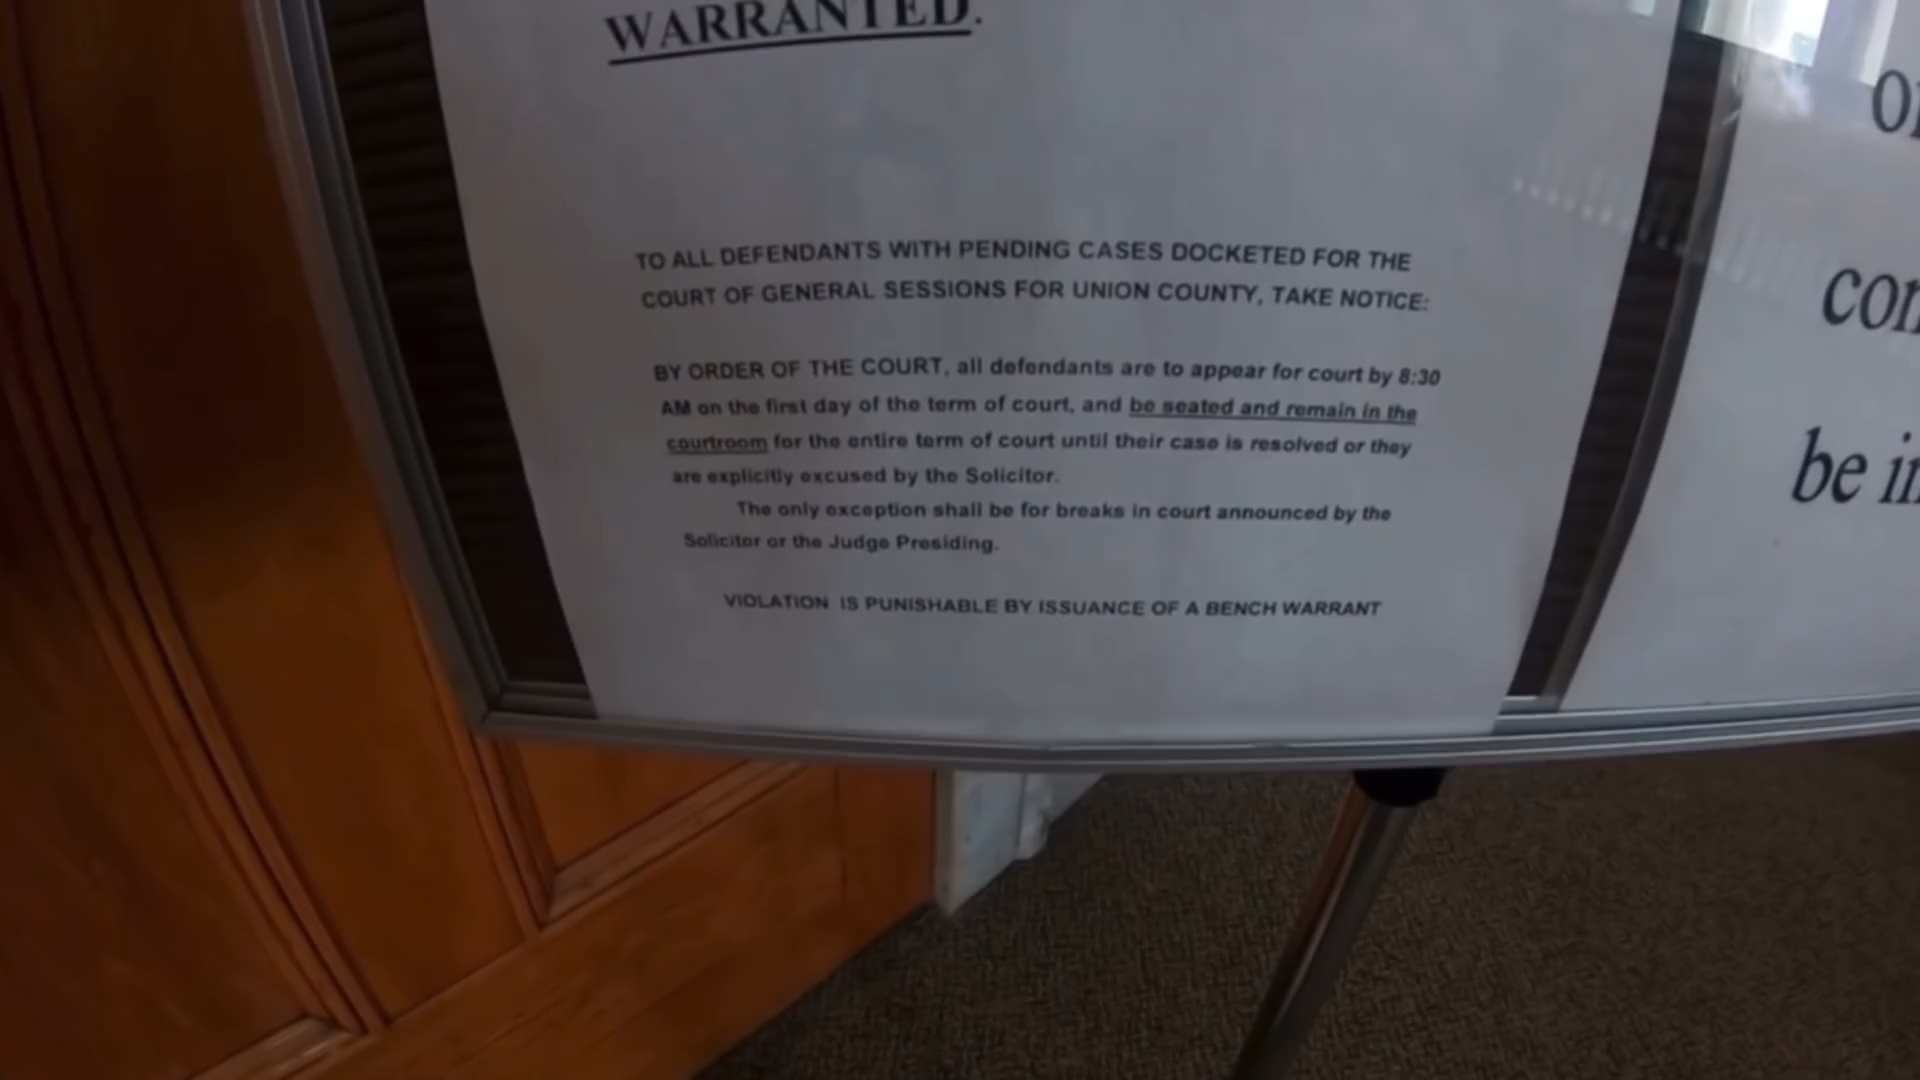 WARRANTED.
TO ALL DEFENDANTS WITH PENDING CASES DOCKETED FOR THE
COURT OF GENERAL SESSIONS FOR UNION COUNTY, TAKE NOTICE:
BY ORDER OF THE COURT, all defendants are to appear for court by 8:30
AM on the first day of the term of court, and be seated and remain in the
courtroom for the entire term of court until their case is resolved or they
are explicitly excused by the Solicitor.
The only exception shall be for breaks in court announced by the
Solicitor or the Judge Presiding.
VIOLATION IS PUNISHABLE BY ISSUANCE OF A BENCH WARRANT
be